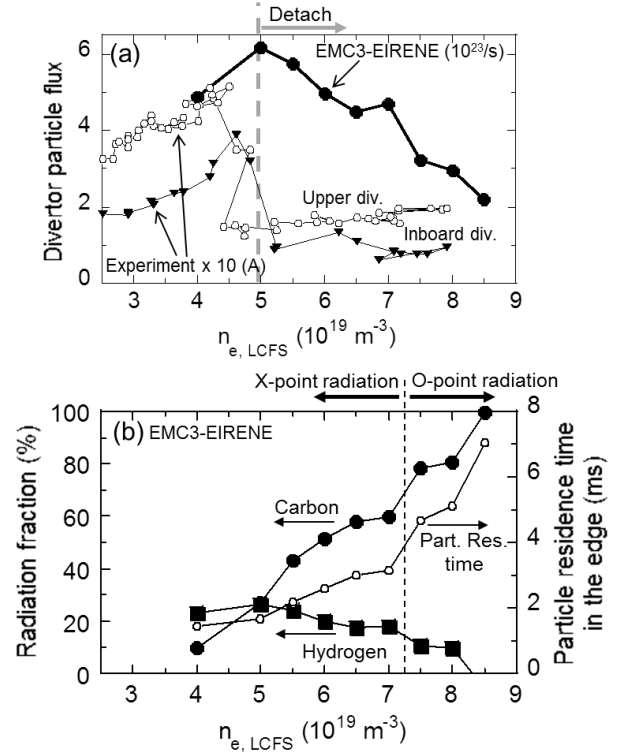 Detach
(a)
EMC3-EIRENE (10²³/s)
6
4
2
0
Divertor particle flux
Upper div.
Inboard div.
Experiment x 10 (A)
3 4 5 6 7 8 9
n e, LCFS (10¹⁹ m⁻³)
X-point radiation O-point radiation
(b) EMC3-EIRENE
100
80
60
40
20
0
Radiation fraction (%)
8
6
4
2
0
Particle residence time
in the edge (ms)
Carbon
Part. Res.
time
Hydrogen
3 4 5 6 7 8 9
n e, LCFS (10¹⁹ m⁻³)